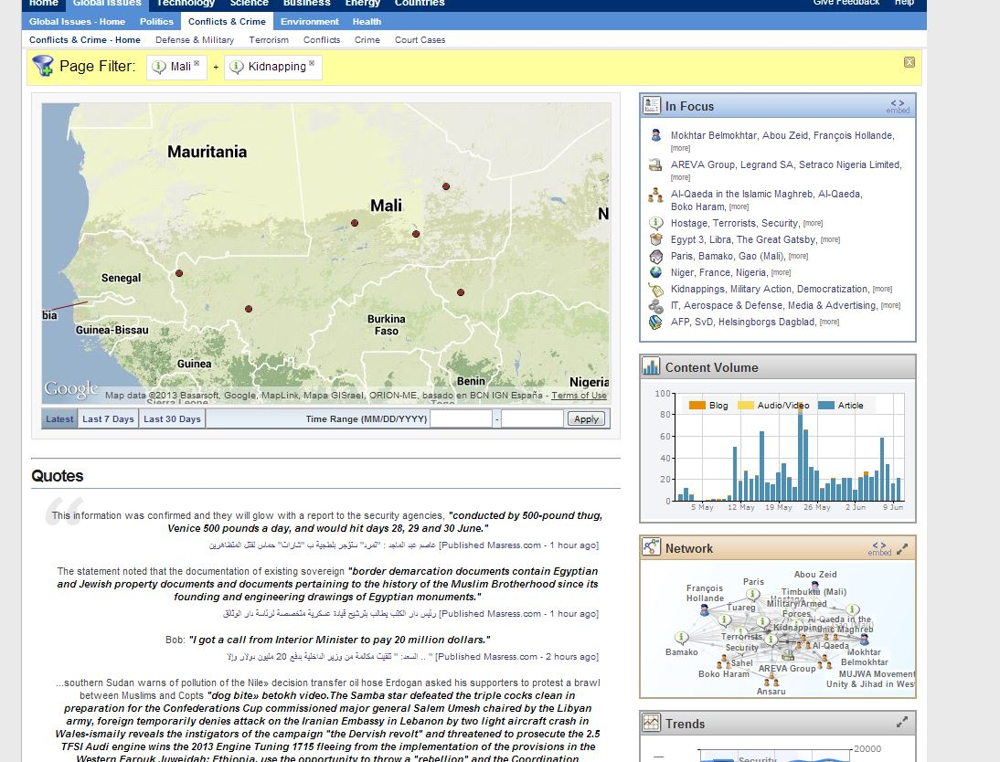 Home Global Issues Technology Science Business Energy Countries Give Feedback Help
Global Issues - Home Politics Conflicts & Crime Environment Health
Conflicts & Crime - Home Defense & Military Terrorism Conflicts Crime Court Cases
Page Filter: Mali + Kidnapping
Mauritania
Mali
N
Senegal
bia
Guinea-Bissau
Burkina
Faso
Guinea
Benin
Nigeria
Google
Map data ©2013 Basarsoft, Google, MapLink, Mapa GISrael, ORION-ME, basado en BCN IGN España - Terms of Use
Sierra Leone Togo
Latest Last 7 Days Last 30 Days Time Range (MM/DD/YYYY) - Apply
Quotes
This information was confirmed and they will glow with a report to the security agencies, "conducted by 500-pound thug,
Venice 500 pounds a day, and would hit days 28, 29 and 30 June."
عاصم عبد الماجد : "تمرد" ستؤجر بلطجية ب "شارات" حماس لقتل المتظاهرين [Published Masress.com - 1 hour ago]
The statement noted that the documentation of existing sovereign "border demarcation documents contain Egyptian
and Jewish property documents and documents pertaining to the history of the Muslim Brotherhood since its
founding and engineering drawings of Egyptian monuments."
رئيس دار الكتب يطالب بترشيح قيادة عسكرية متخصصة لرئاسة دار الوثائق [Published Masress.com - 1 hour ago]
Bob: "I got a call from Interior Minister to pay 20 million dollars."
" .. السعد: " تلقيت مكالمة من وزير الداخلية بدفع 20 مليون دولار وإلا [Published Masress.com - 2 hours ago]
...southern Sudan warns of pollution of the Nile» decision transfer oil hose Erdogan asked his supporters to protest a brawl
between Muslims and Copts "dog bite» betokh video.The Samba star defeated the triple cocks clean in
preparation for the Confederations Cup commissioned major general Salem Umesh chaired by the Libyan
army, foreign temporarily denies attack on the Iranian Embassy in Lebanon by two light aircraft crash in
Wales-ismaily reveals the instigators of the campaign "the Dervish revolt" and threatened to prosecute the 2.5
TFSI Audi engine wins the 2013 Engine Tuning 1715 fleeing from the implementation of the provisions in the
Western Farouk Juweidah: Ethiopia, use the opportunity to throw a "rebellion" and the Coordination
In Focus
< >
embed
Mokhtar Belmokhtar, Abou Zeid, François Hollande,
[more]
AREVA Group, Legrand SA, Setraco Nigeria Limited,
[more]
Al-Qaeda in the Islamic Maghreb, Al-Qaeda,
Boko Haram, [more]
Hostage, Terrorists, Security, [more]
Egypt 3, Libra, The Great Gatsby, [more]
Paris, Bamako, Gao (Mali), [more]
Niger, France, Nigeria, [more]
Kidnappings, Military Action, Democratization, [more]
IT, Aerospace & Defense, Media & Advertising, [more]
AFP, SvD, Helsingborgs Dagblad, [more]
Content Volume
Blog Audio/Video Article
100
80
60
40
20
0
5 May 12 May 19 May 26 May 2 Jun 9 Jun
Network
< >
embed
Abou Zeid
Paris
François
Hollande
Timbuktu (Mali)
Hostage
Military/Armed
Forces
Tuareg
Al-Qaeda in the
Islamic Maghreb
Kidnapping
Terrorists
Al-Qaeda
Security
Bamako
Mokhtar
Belmokhtar
Sahel
AREVA Group
Boko Haram
MUJWA Movement
Unity & Jihad in West
Ansaru
Trends
20000
Security